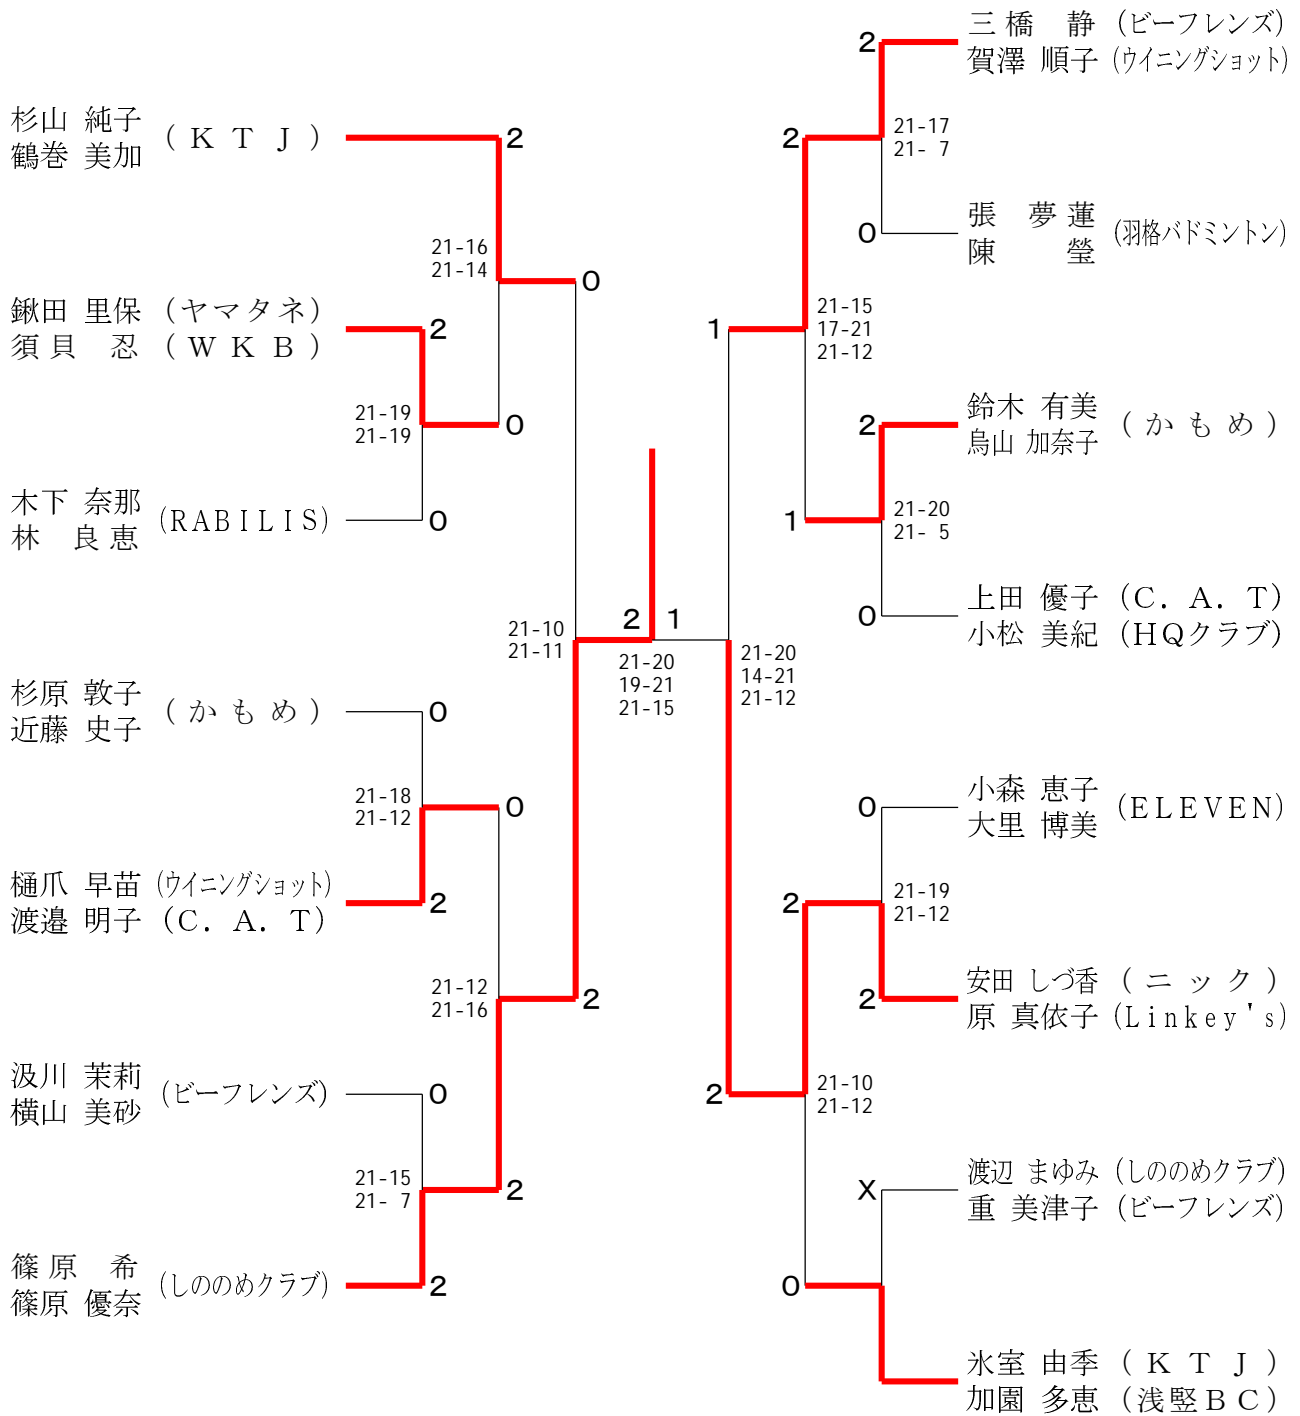 杉山 純子 (ＫＴＪ)
鶴巻 美加
鍬田 里保 (ヤマタネ)
須貝 忍 (ＷＫＢ)
木下 奈那 (RABILIS)
林 良恵
杉原 敦子 (かもめ)
近藤 史子
樋爪 早苗 (ウイニングショット)
渡邉 明子 (Ｃ．Ａ．Ｔ)
汲川 茉莉 (ビーフレンズ)
横山 美砂
篠原 希 (しののめクラブ)
篠原 優奈
2
21-16
21-14
0
2
21-19
21-19
0
0
0
21-18
21-12
0
2
21-12
21-16
2
0
21-15
21- 7
2
2
21-10
21-11
2 1
21-20
19-21
21-15
21-20
14-21
21-12
2
2
21-17
21- 7
0
1
21-15
17-21
21-12
2
1
21-20
21- 5
0
0
2
21-19
21-12
2
2
21-10
21-12
X
0
三橋 静 (ビーフレンズ)
賀澤 順子 (ウイニングショット)
張 夢蓮 (羽格バドミントン)
陳 瑩
鈴木 有美 (かもめ)
烏山 加奈子
上田 優子 (Ｃ．Ａ．Ｔ)
小松 美紀 (HQクラブ)
小森 恵子 (ELEVEN)
大里 博美
安田 しづ香 (ニック)
原 真依子 (Linkey's)
渡辺 まゆみ (しののめクラブ)
重 美津子 (ビーフレンズ)
氷室 由季 (ＫＴＪ)
加園 多恵 (浅竪ＢＣ)